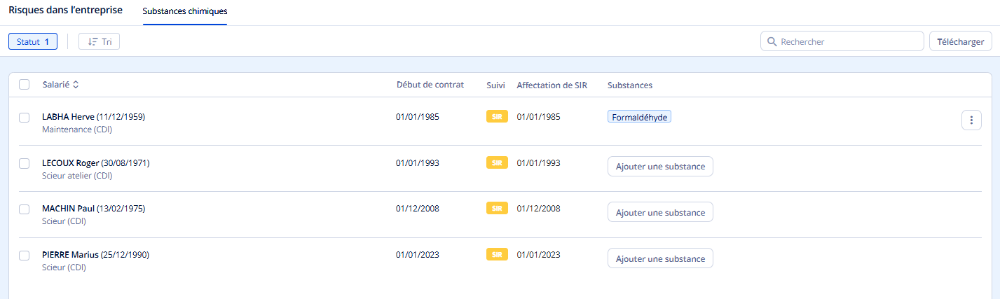 Risques dans l’entreprise Substances chimiques
Statut 1 Tri Rechercher Télécharger
Salarié Début de contrat Suivi Affectation de SIR Substances
LABHA Herve (11/12/1959) 01/01/1985 SIR 01/01/1985 Formaldéhyde
Maintenance (CDI)
LECOUX Roger (30/08/1971) 01/01/1993 SIR 01/01/1993 Ajouter une substance
Scieur atelier (CDI)
MACHIN Paul (13/02/1975) 01/12/2008 SIR 01/12/2008 Ajouter une substance
Scieur (CDI)
PIERRE Marius (25/12/1990) 01/01/2023 SIR 01/01/2023 Ajouter une substance
Scieur (CDI)